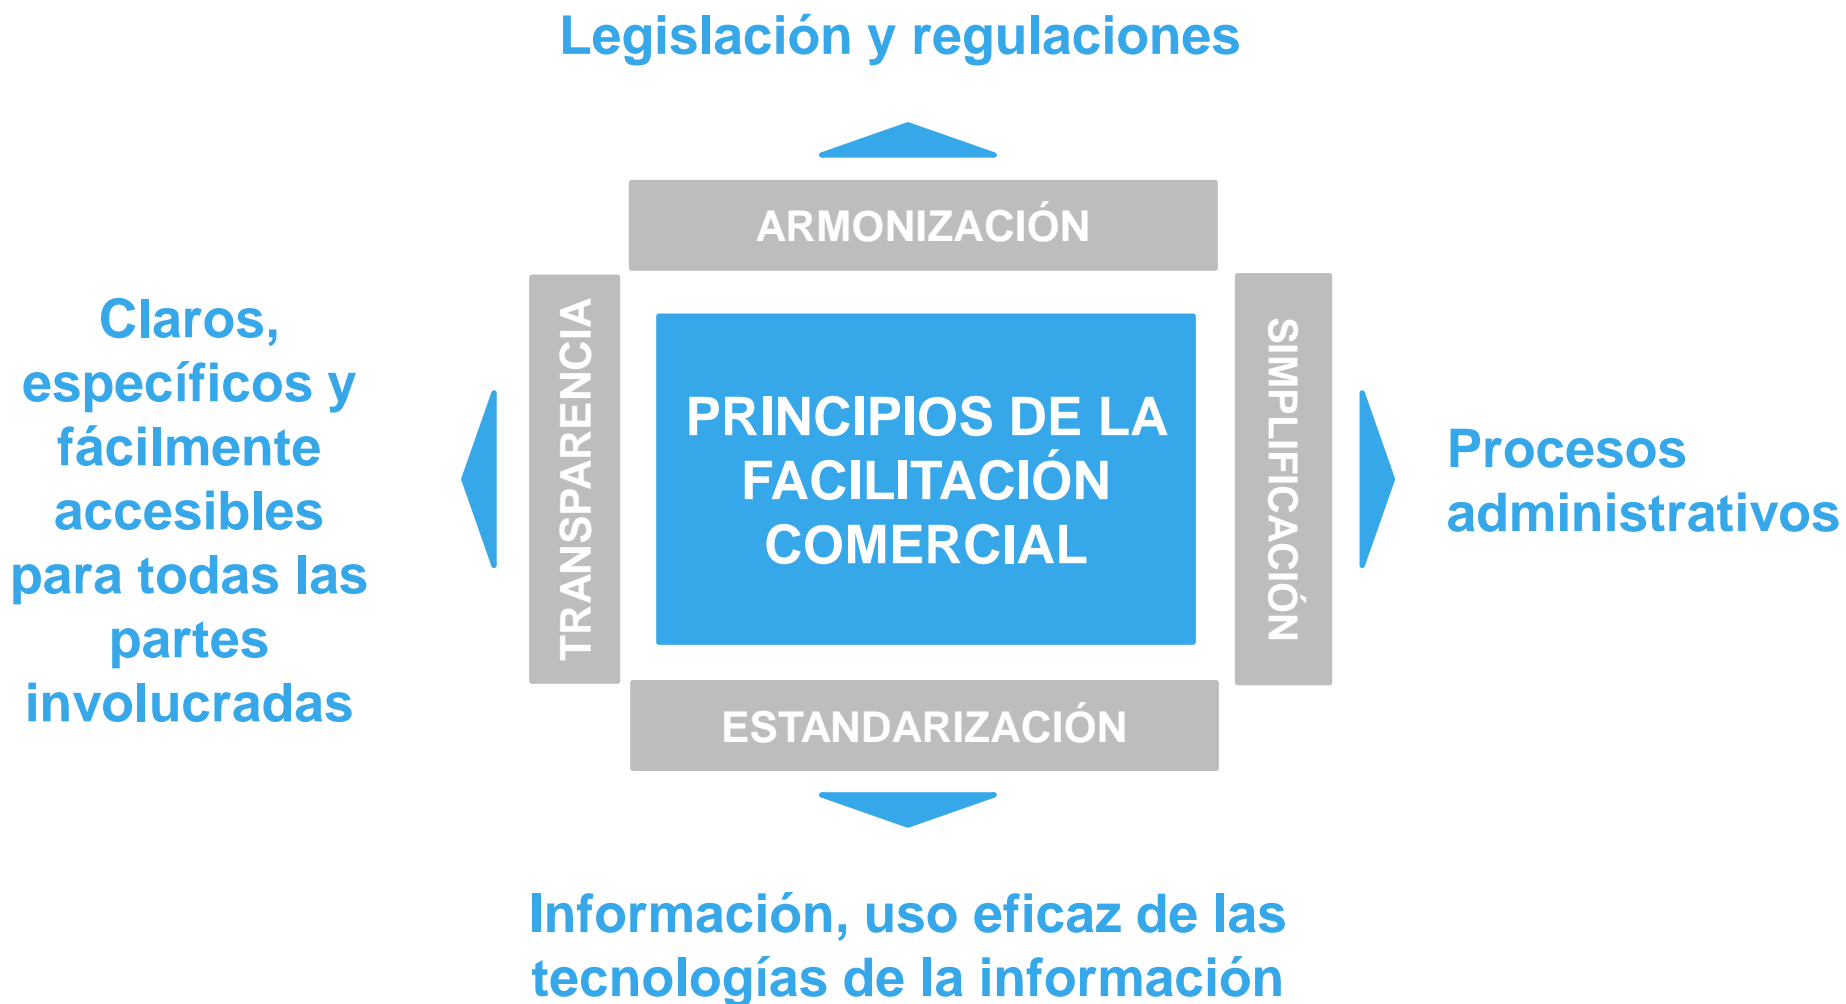 Legislación y regulaciones
ARMONIZACIÓN
Claros,
específicos y
fácilmente
accesibles
para todas las
partes
involucradas
TRANSPARENCIA
PRINCIPIOS DE LA
FACILITACIÓN
COMERCIAL
SIMPLIFICACIÓN
Procesos
administrativos
ESTANDARIZACIÓN
Información, uso eficaz de las
tecnologías de la información